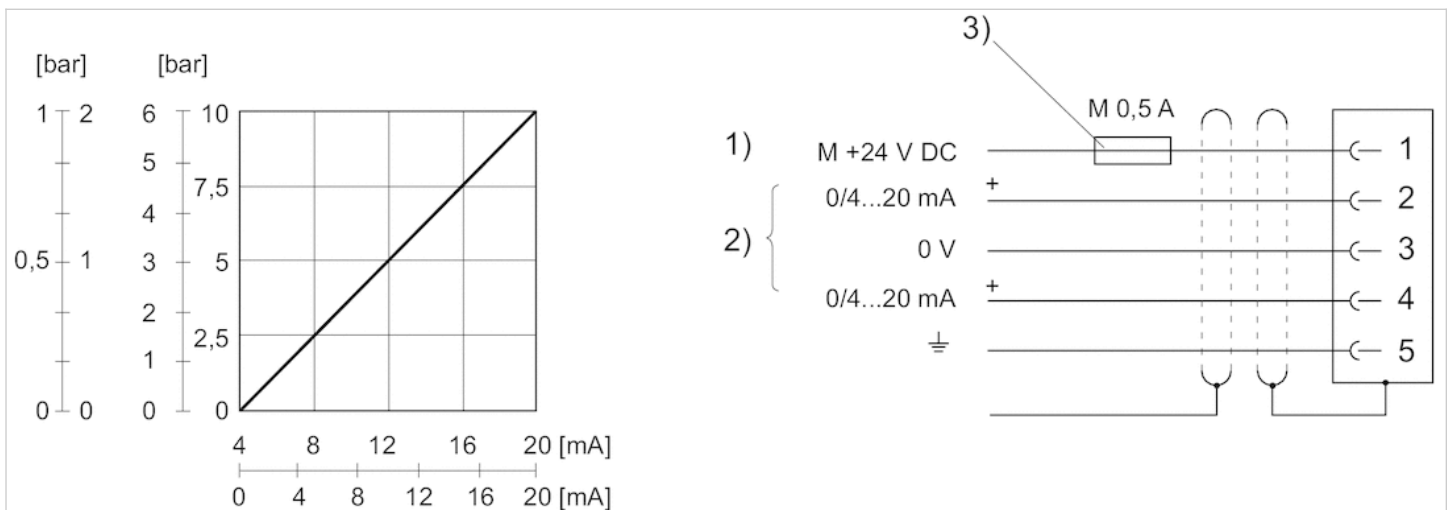 [bar] [bar]
1 2 6 10
5
7,5
4
0,5 1 3 5
2
2,5
1
0 0 0 0
4 8 12 16 20 [mA]
0 4 8 12 16 20 [mA]
3)
M 0,5 A
1) M +24 V DC 1
0/4...20 mA + 2
2) 0 V 3
0/4...20 mA + 4
5